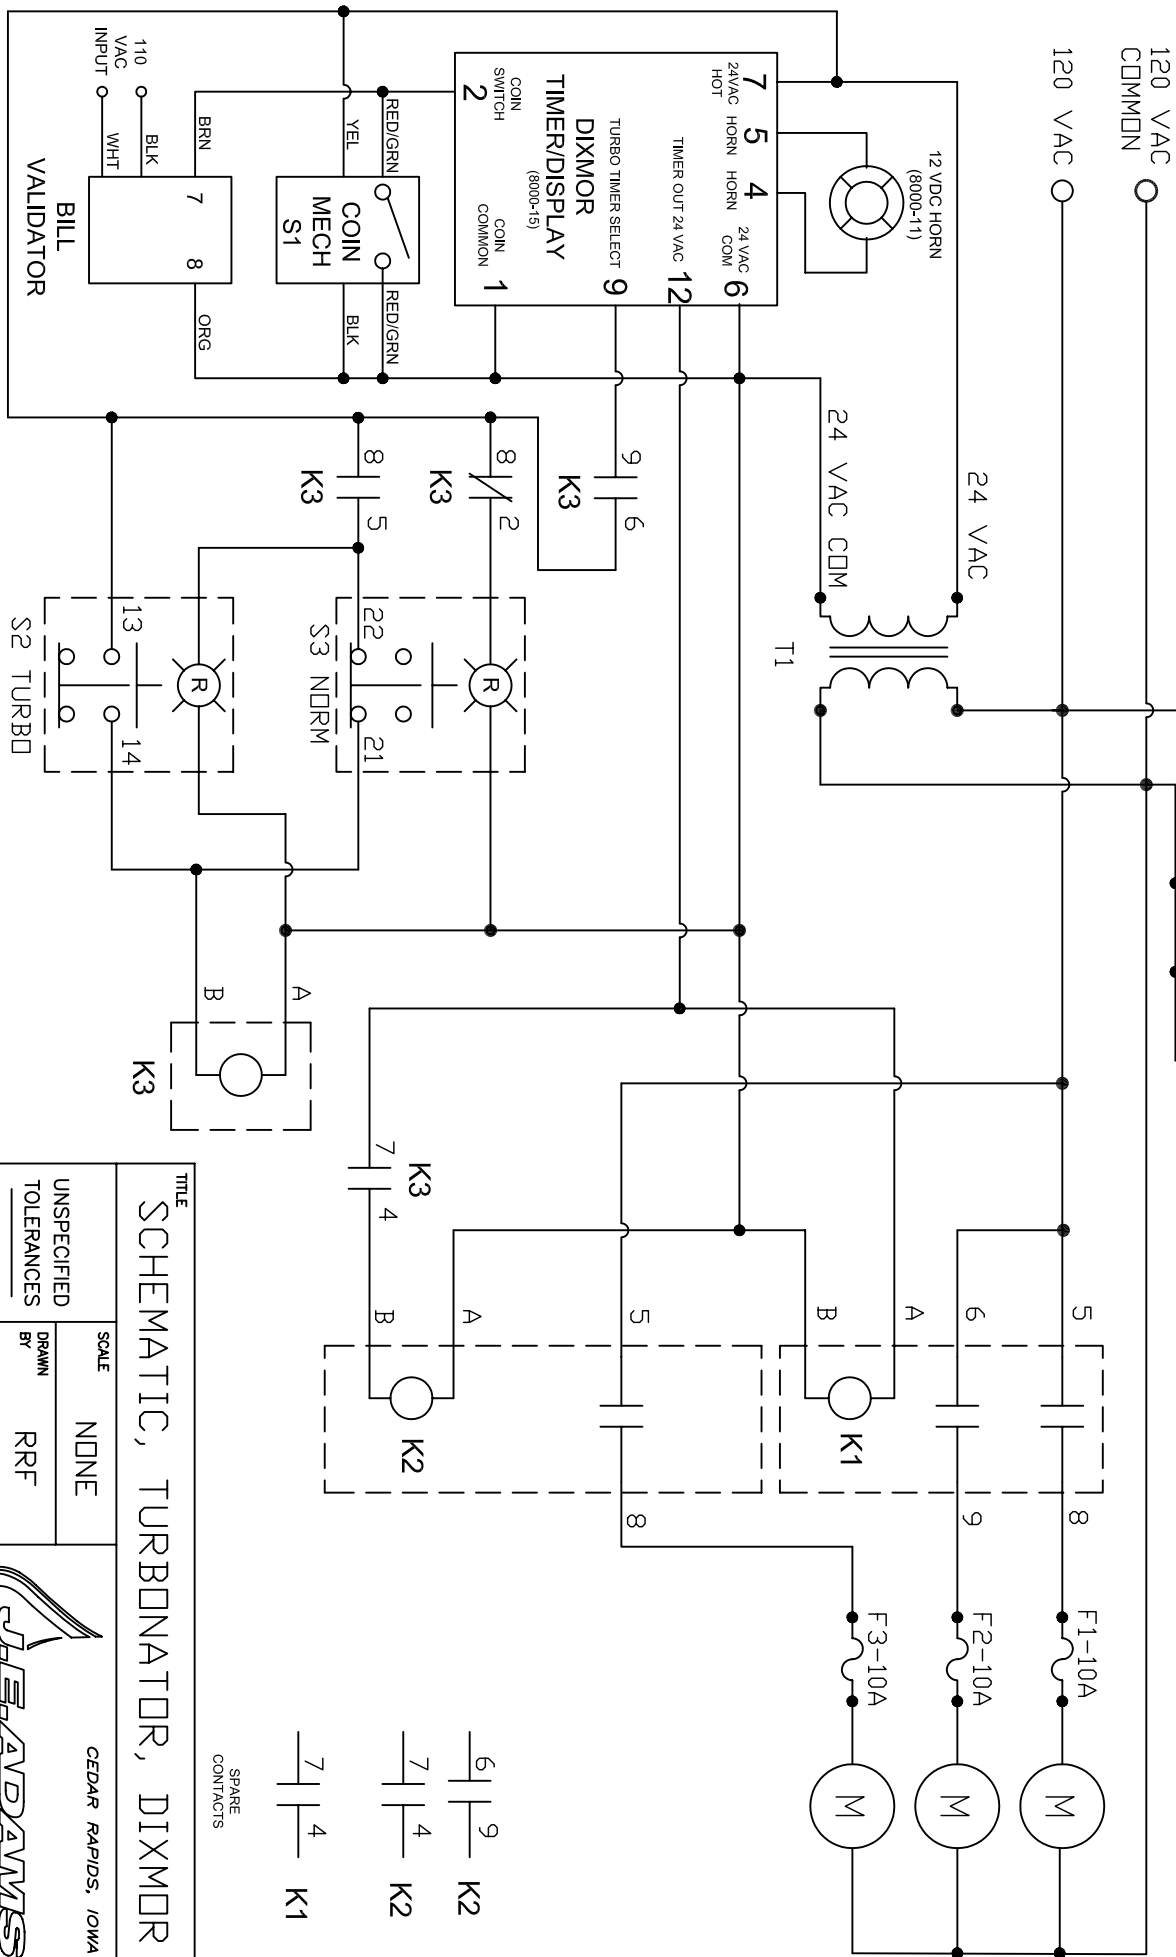 120 VAC
COMMON
120 VAC
24 VAC
24 VAC COM
T1
12 VDC HORN
(8000-11)
7
24VAC
HOT
5
HORN
4
HORN
24 VAC
COM
6
TIMER OUT 24 VAC
12
TURBO TIMER SELECT
9
DIXMOR
TIMER/DISPLAY
(8000-15)
COIN
SWITCH
2
COIN
COMMON
1
RED/GRN
RED/GRN
YEL
BLK
COIN
MECH
S1
BRN
ORG
7
8
BLK
WHT
110
VAC
INPUT
BILL
VALIDATOR
9
6
K3
8
2
K3
8
5
K3
R
22
21
S3 NORM
R
13
14
S2 TURBO
A
B
K3
7
4
K3
5
8
6
9
A
B
K1
5
8
A
B
K2
F1-10A
F2-10A
F3-10A
M
M
M
6
9
K2
7
4
K2
7
4
K1
SPARE
CONTACTS
TITLE
SCHEMATIC, TURBONATOR, DIXMOR
UNSPECIFIED
TOLERANCES
SCALE
NONE
DRAWN
BY
RRF
CEDAR RAPIDS, IOWA
J.E.ADAMS